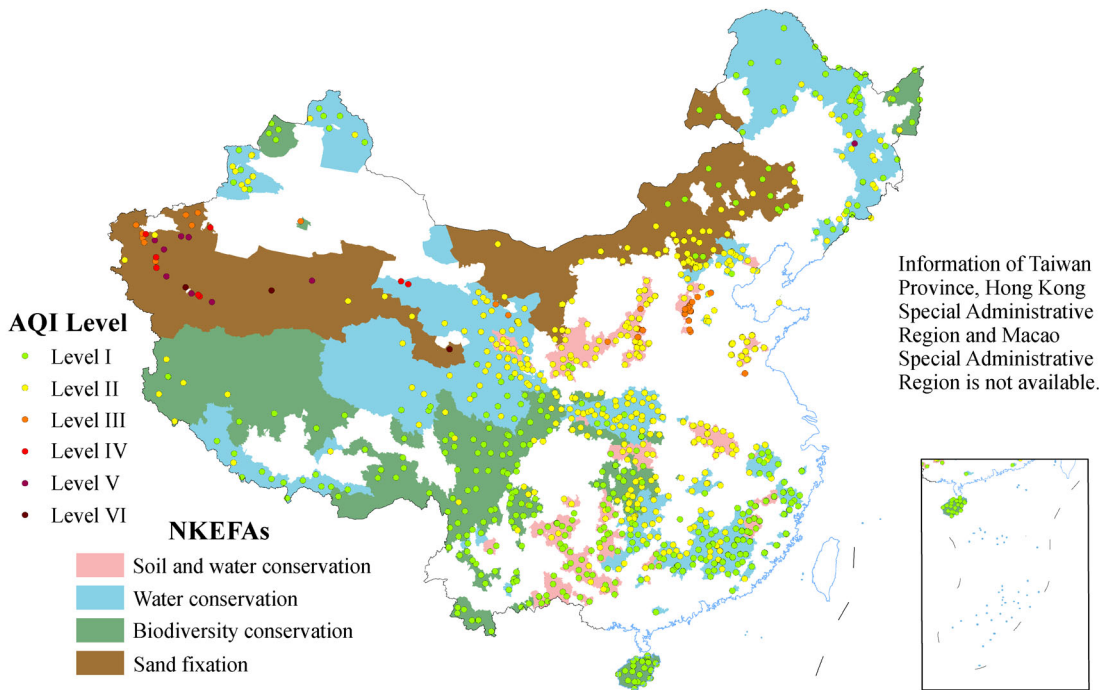 Information of Taiwan
Province, Hong Kong
Special Administrative
Region and Macao
Special Administrative
Region is not available.
AQI Level
Level I
Level II
Level III
Level IV
Level V
Level VI
NKEFAs
Soil and water conservation
Water conservation
Biodiversity conservation
Sand fixation